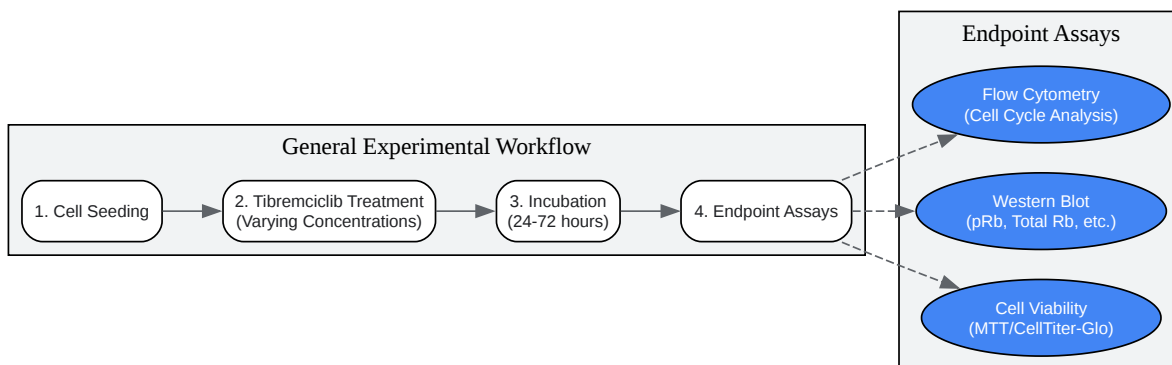 General Experimental Workflow
1. Cell Seeding
2. Tibremciclib Treatment
(Varying Concentrations)
3. Incubation
(24-72 hours)
4. Endpoint Assays
Endpoint Assays
Flow Cytometry
(Cell Cycle Analysis)
Western Blot
(pRb, Total Rb, etc.)
Cell Viability
(MTT/CellTiter-Glo)